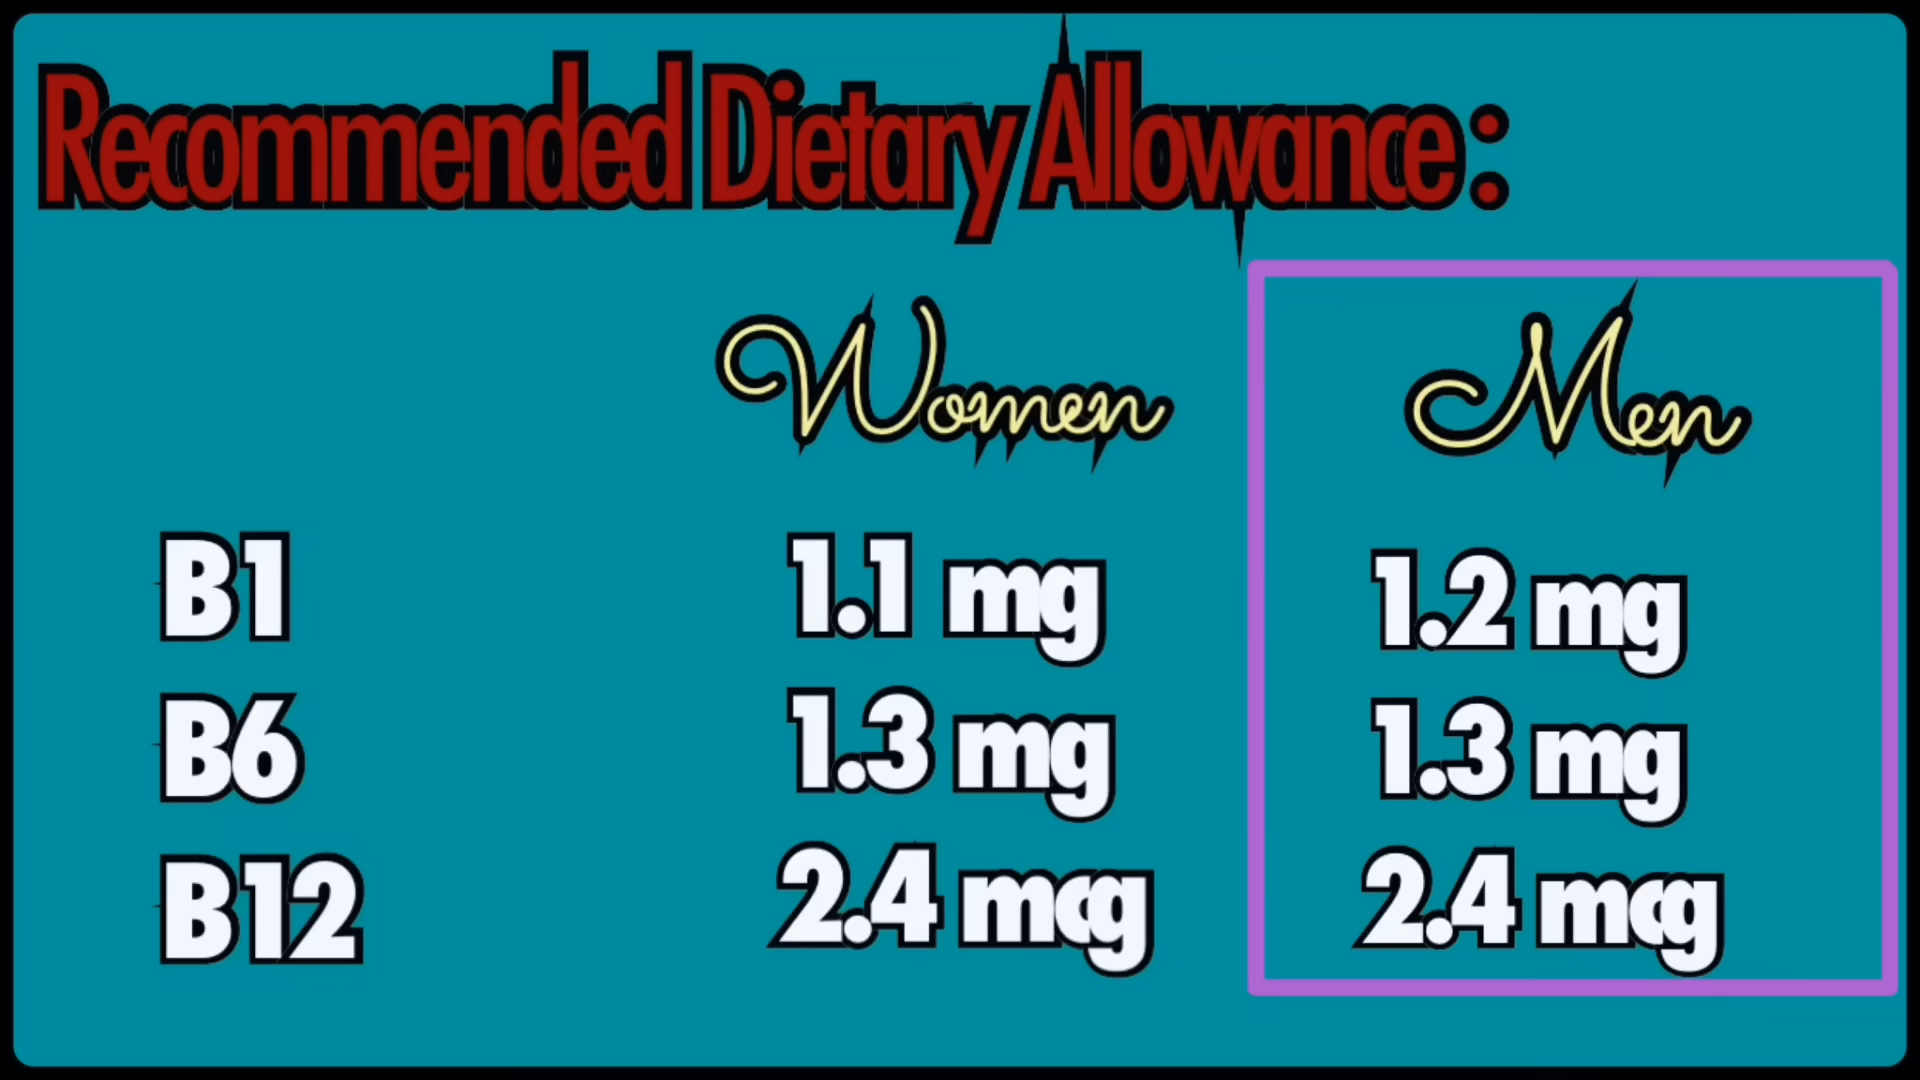 Recommended Dietary Allowance :
Women Men
B1 1.1 mg 1.2 mg
B6 1.3 mg 1.3 mg
B12 2.4 mcg 2.4 mcg